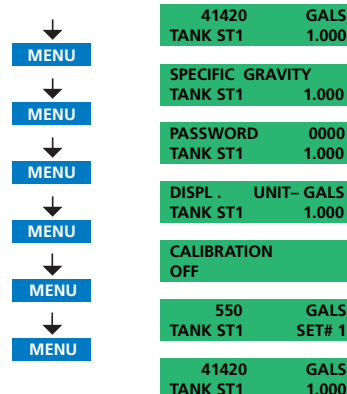 41420 GALS
TANK ST1 1.000
MENU
SPECIFIC GRAVITY
TANK ST1 1.000
MENU
PASSWORD 0000
TANK ST1 1.000
MENU
DISPL . UNIT– GALS
TANK ST1 1.000
MENU
CALIBRATION
OFF
MENU
550 GALS
TANK ST1 SET# 1
MENU
41420 GALS
TANK ST1 1.000